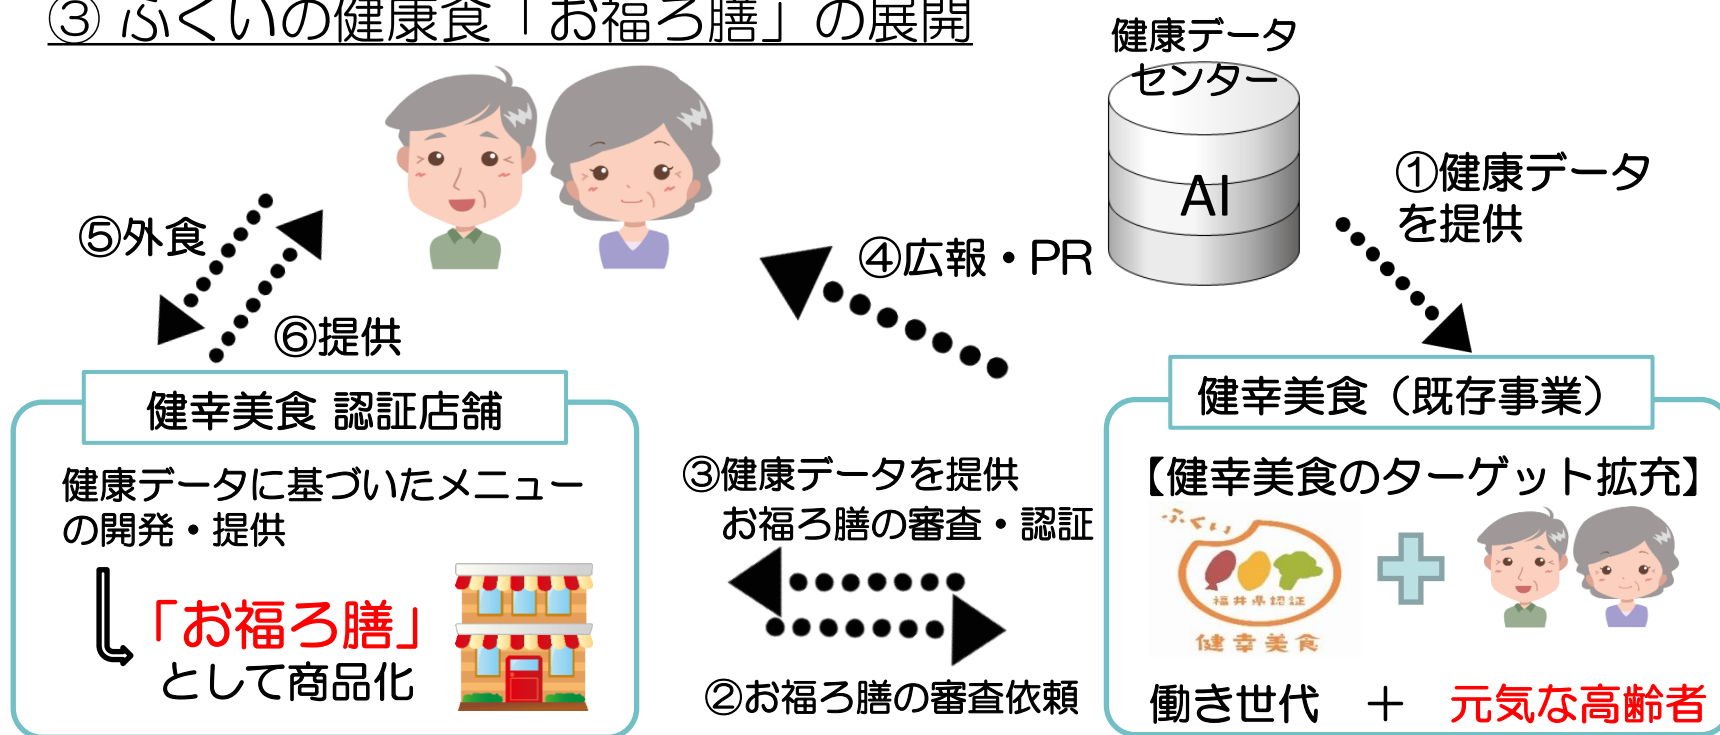 ③ ふくいの健康食「お福ろ膳」の展開
健康データ
センター
AI
①健康データ
を提供
⑤外食
④広報・PR
⑥提供
健幸美食 認証店舗
健康データに基づいたメニュー
の開発・提供
「お福ろ膳」
として商品化
③健康データを提供
お福ろ膳の審査・認証
②お福ろ膳の審査依頼
健幸美食（既存事業）
【健幸美食のターゲット拡充】
ふくい
福井県認証
健幸美食
働き世代 ＋ 元気な高齢者